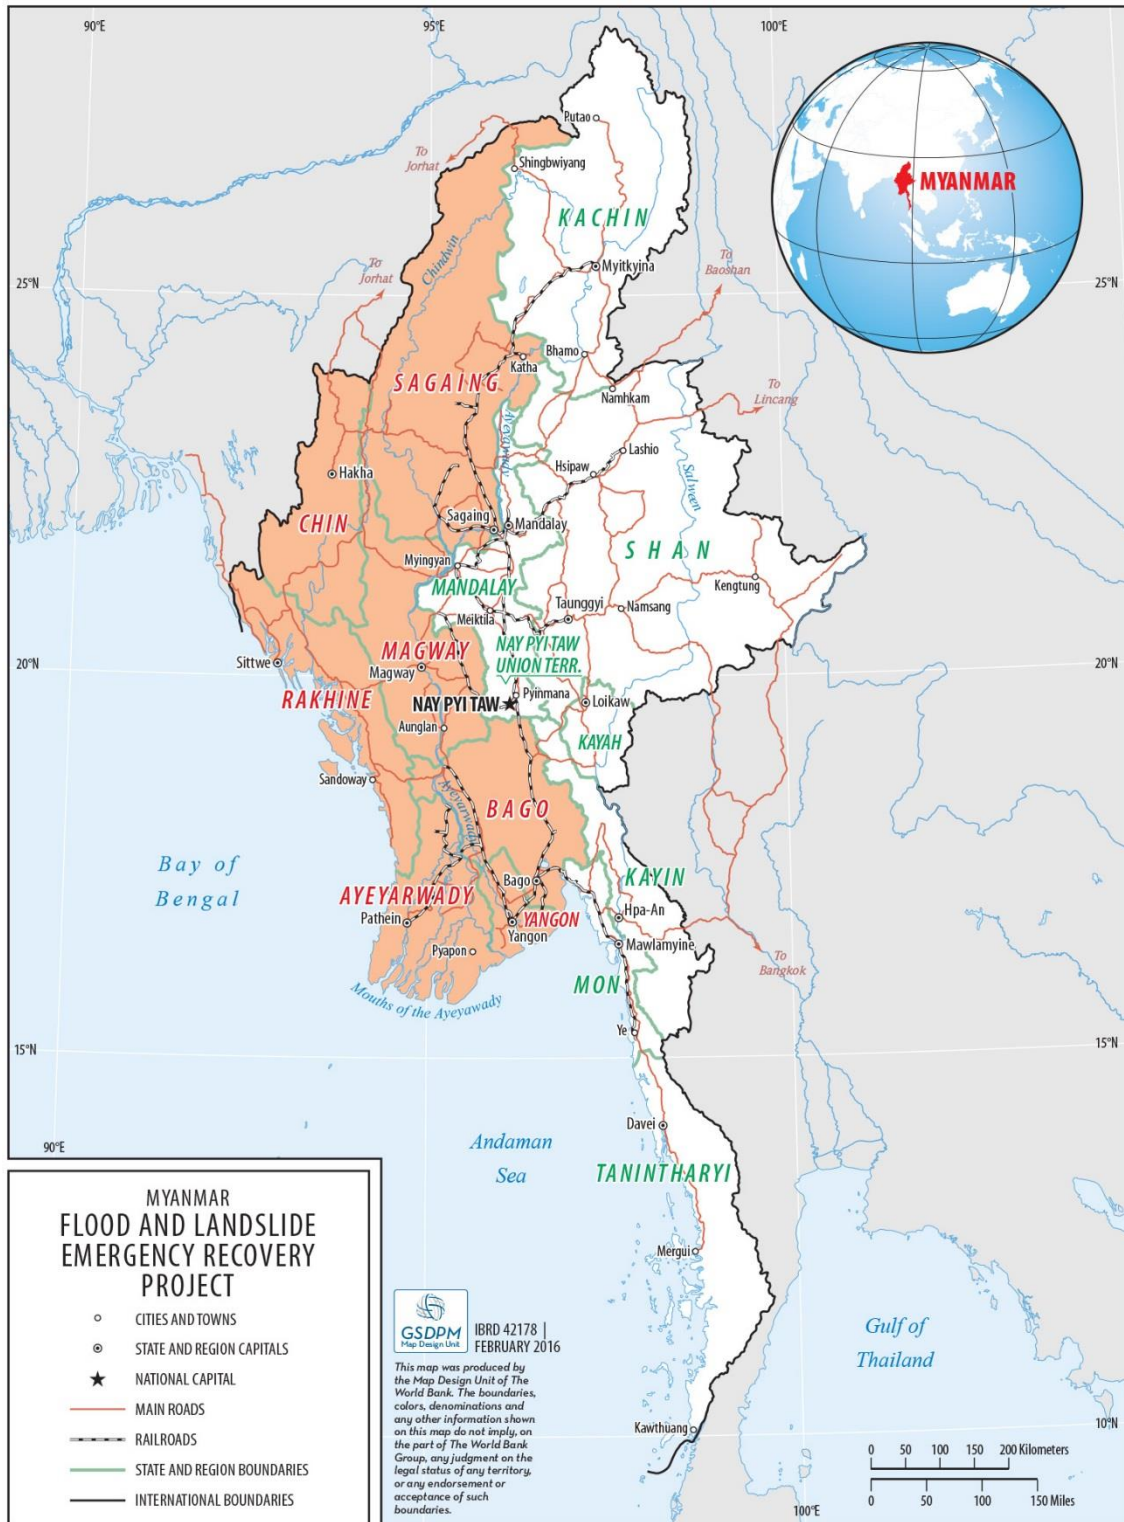 90°E
95°E
100°E
Putao
To
Jorhat
Shingbwiyang
MYANMAR
KACHIN
Chindwin
To
Jorhat
Myitkyina
To
Baoshan
25°N
25°N
Bhamo
Katha
SAGAING
Namhkam
To
Lincang
Ayeyawady
Lashio
Hakha
Hsipaw
Salween
CHIN
Sagaing
Mandalay
SHAN
Myingyan
MANDALAY
Kengtung
Taunggyi
Namsang
Meiktila
MAGWAY
NAY PYI TAW
UNION TERR.
Sittwe
Magway
20°N
20°N
RAKHINE
NAY PYI TAW
Pyinmana
Loikaw
Aunglan
KAYAH
Sandoway
Ayeyarwady
BAGO
Bay of
Bengal
Bago
KAYIN
AYEYARWADY
Pathein
YANGON
Yangon
Hpa-An
Pyapon
Mawlamyine
To
Bangkok
MON
Mouths of the Ayeyawady
Ye
15°N
15°N
Davei
90°E
Andaman
Sea
TANINTHARYI
Mergui
Gulf of
Thailand
Kawthuang
10°N
100°E
MYANMAR
FLOOD AND LANDSLIDE
EMERGENCY RECOVERY
PROJECT
CITIES AND TOWNS
STATE AND REGION CAPITALS
NATIONAL CAPITAL
MAIN ROADS
RAILROADS
STATE AND REGION BOUNDARIES
INTERNATIONAL BOUNDARIES
GSDPM
Map Design Unit
IBRD 42178 |
FEBRUARY 2016
This map was produced by
the Map Design Unit of The
World Bank. The boundaries,
colors, denominations and
any other information shown
on this map do not imply, on
the part of The World Bank
Group, any judgment on the
legal status of any territory,
or any endorsement or
acceptance of such
boundaries.
0 50 100 150 200 Kilometers
0 50 100 150 Miles